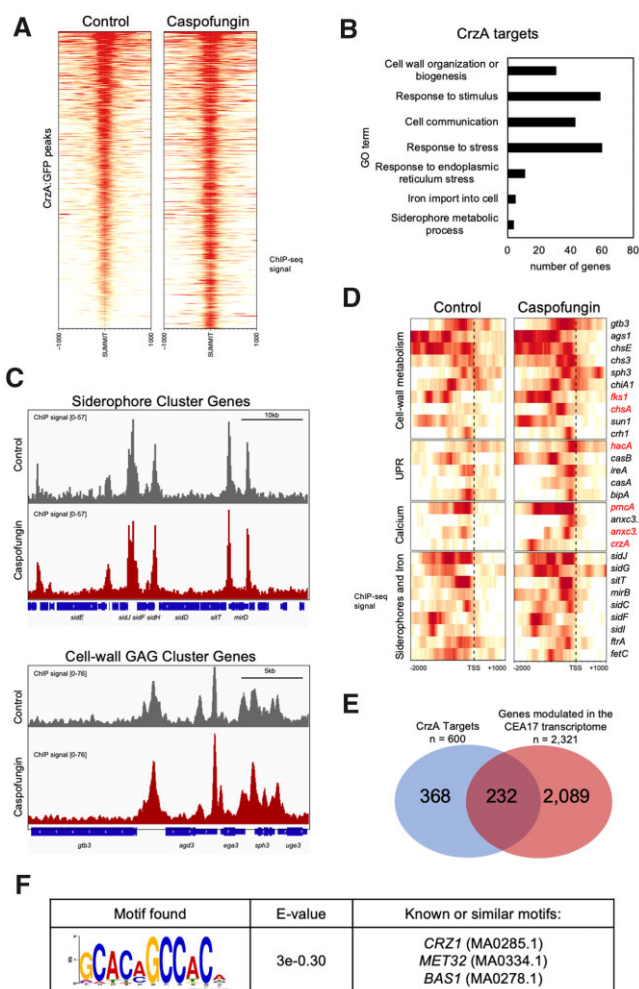 A
Control
Caspofungin
CrzA:GFP peaks
ChIP-seq
signal
-1000
SUMMIT
1000
-1000
SUMMIT
1000
B
CrzA targets
GO term
Cell wall organization or
biogenesis
Response to stimulus
Cell communication
Response to stress
Response to endoplasmic
reticulum stress
Iron import into cell
Siderophore metabolic
process
0 20 40 60 80
number of genes
C
Siderophore Cluster Genes
Control
ChIP signal [0-57]
10kb
Caspofungin
ChIP signal [0-57]
sidE sidJ sidF sidH sidD sitT mirD
Cell-wall GAG Cluster Genes
Control
ChIP signal [0-76]
5kb
Caspofungin
ChIP signal [0-76]
gtb3 agd3 ega3 sph3 uge3
D
Control
Caspofungin
Cell-wall metabolism
gtb3
ags1
chsE
chs3
sph3
chiA1
fks1
chsA
sun1
crh1
UPR
hacA
casB
ireA
casA
bipA
Calcium
pmcA
anxc3.
anxc3.
crzA
Siderophores and Iron
sidJ
sidG
sitT
mirB
sidC
sidF
sidI
ftrA
fetC
ChIP-seq
signal
-2000 TSS +1000
-2000 TSS +1000
E
CrzA Targets
n = 600
Genes modulated in the
CEA17 transcriptome
n = 2,321
368 232 2,089
F
Motif found E-value Known or similar motifs:
GCACAGCCACA
3e-0.30
CRZ1 (MA0285.1)
MET32 (MA0334.1)
BAS1 (MA0278.1)